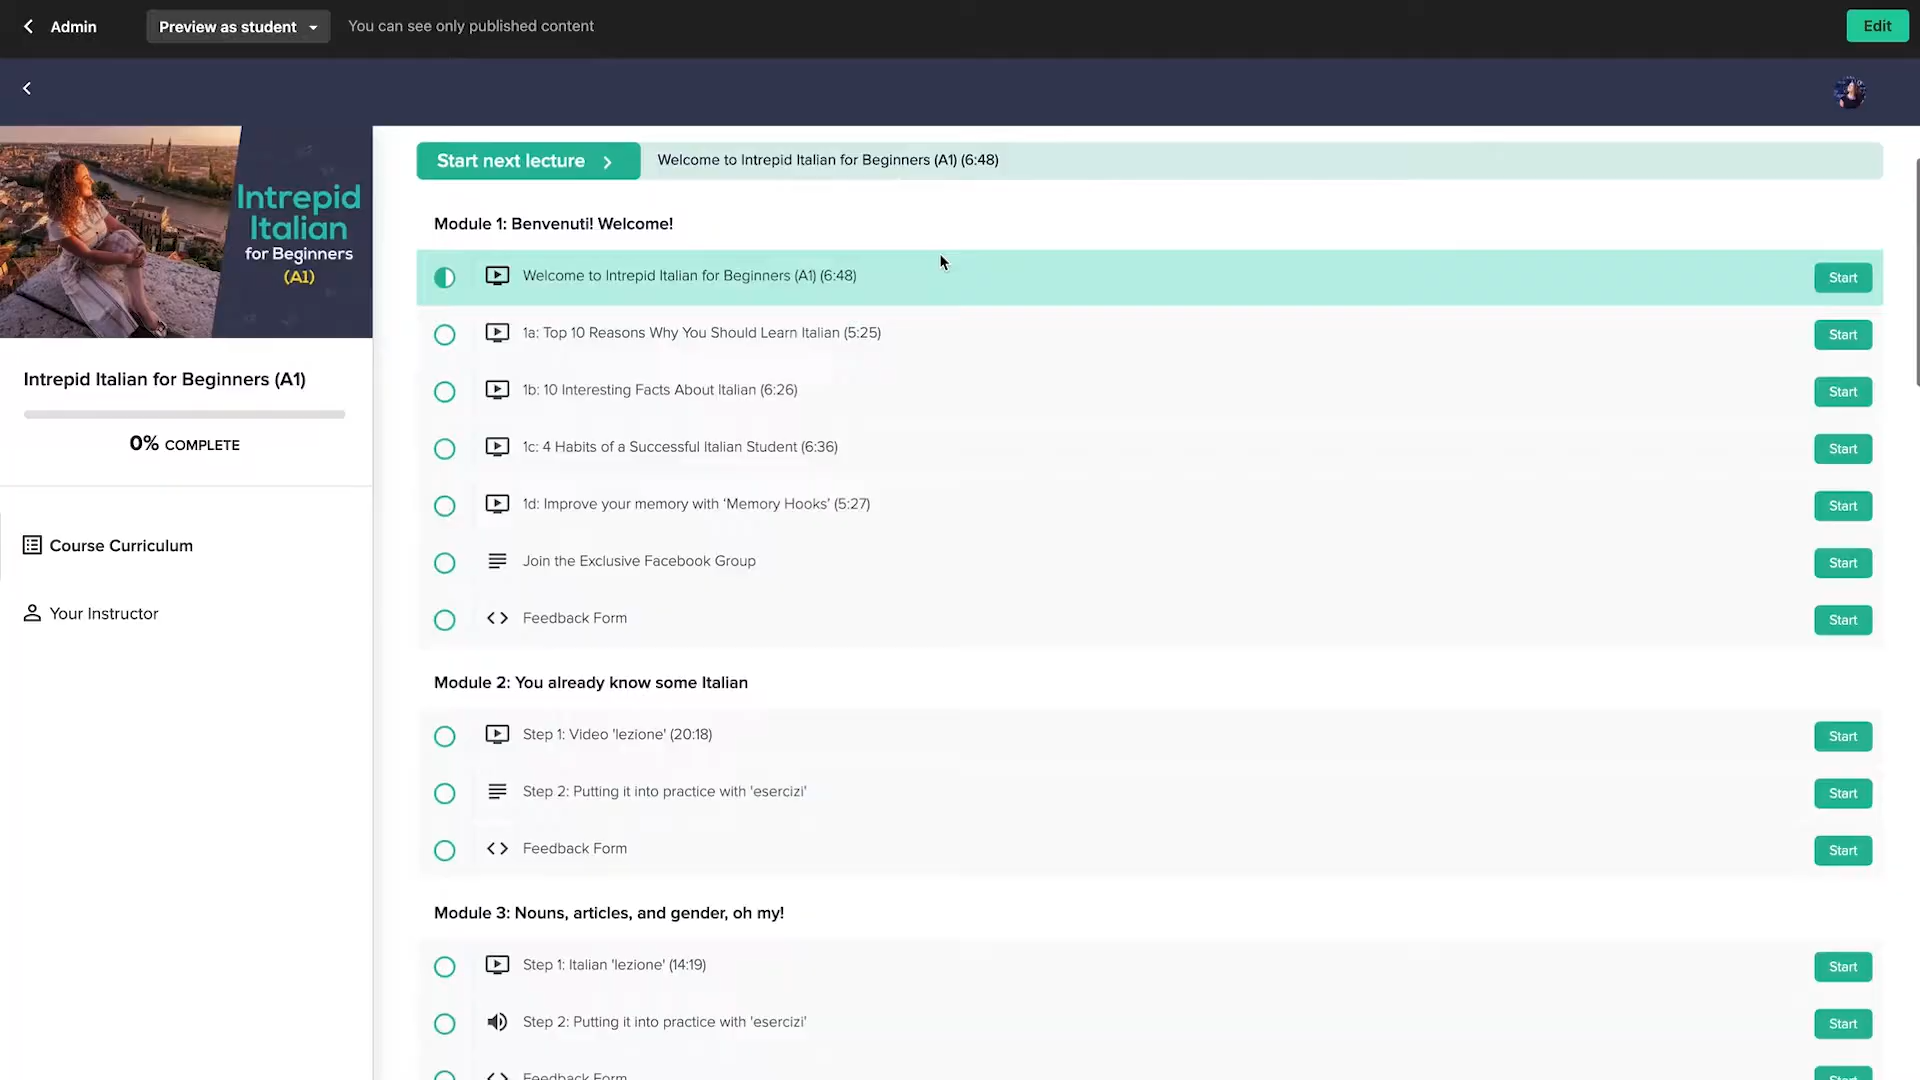 Admin
Preview as student
You can see only published content
Edit
Intrepid
Italian
for Beginners
(A1)
Intrepid Italian for Beginners (A1)
0% COMPLETE
Course Curriculum
Your Instructor
Start next lecture
Welcome to Intrepid Italian for Beginners (A1) (6:48)
Module 1: Benvenuti! Welcome!
Welcome to Intrepid Italian for Beginners (A1) (6:48)
Start
1a: Top 10 Reasons Why You Should Learn Italian (5:25)
Start
1b: 10 Interesting Facts About Italian (6:26)
Start
1c: 4 Habits of a Successful Italian Student (6:36)
Start
1d: Improve your memory with ‘Memory Hooks’ (5:27)
Start
Join the Exclusive Facebook Group
Start
Feedback Form
Start
Module 2: You already know some Italian
Step 1: Video 'lezione' (20:18)
Start
Step 2: Putting it into practice with 'esercizi'
Start
Feedback Form
Start
Module 3: Nouns, articles, and gender, oh my!
Step 1: Italian 'lezione' (14:19)
Start
Step 2: Putting it into practice with 'esercizi'
Start
Feedback Form
Start